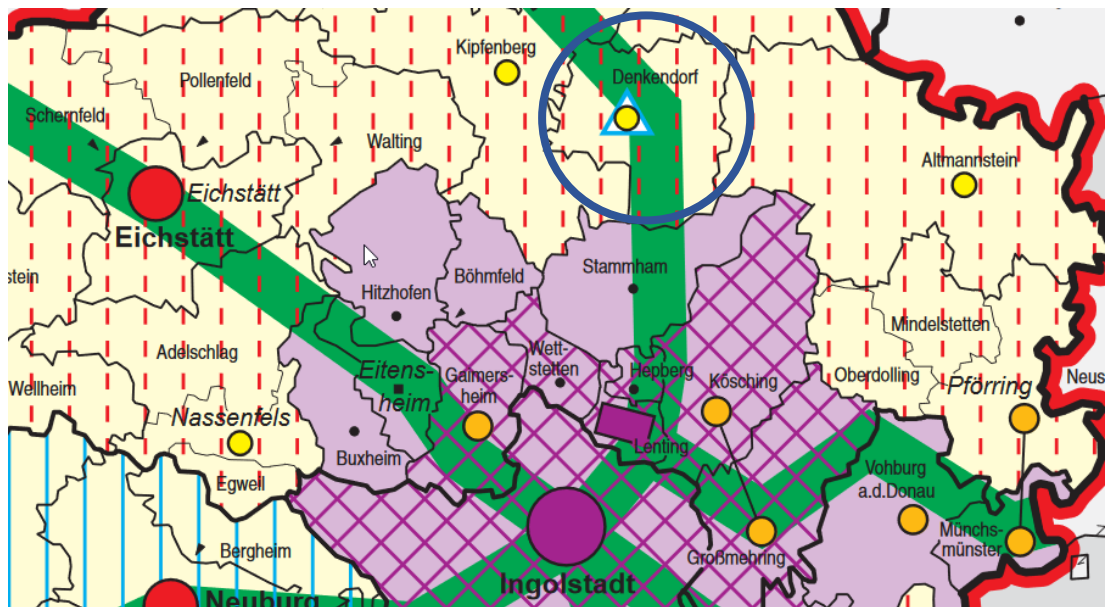 Kipfenberg
Denkendorf
Pollenfeld
Schernfeld
Walting
Altmannstein
Eichstätt
Eichstätt
stein
Stammham
Böhmfeld
Hitzhofen
Mindelstetten
Adelschlag
Wett-
stetten
Eitens-
heim
Gaimers-
heim
Hepberg
Kösching
Oberdolling
Pförring
Neus
Wellheim
Nassenfels
Lenting
Buxheim
Egweil
Vohburg
a.d.Donau
Münchs-
münster
Bergheim
Großmehring
Ingolstadt
Neuburg